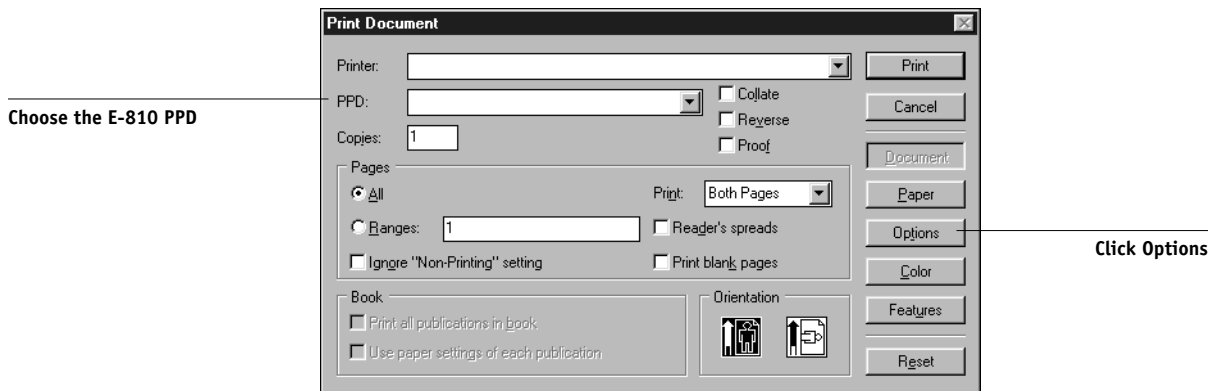 Print Document
Printer:
Print
PPD:
Collate
Choose the E-810 PPD
Reverse
Cancel
Copies: 1
Proof
Document
Pages
All
Print: Both Pages
Paper
Ranges: 1
Reader's spreads
Options
Click Options
Ignore "Non-Printing" setting
Print blank pages
Color
Book
Orientation
Print all publications in book
Features
Use paper settings of each publication
Reset